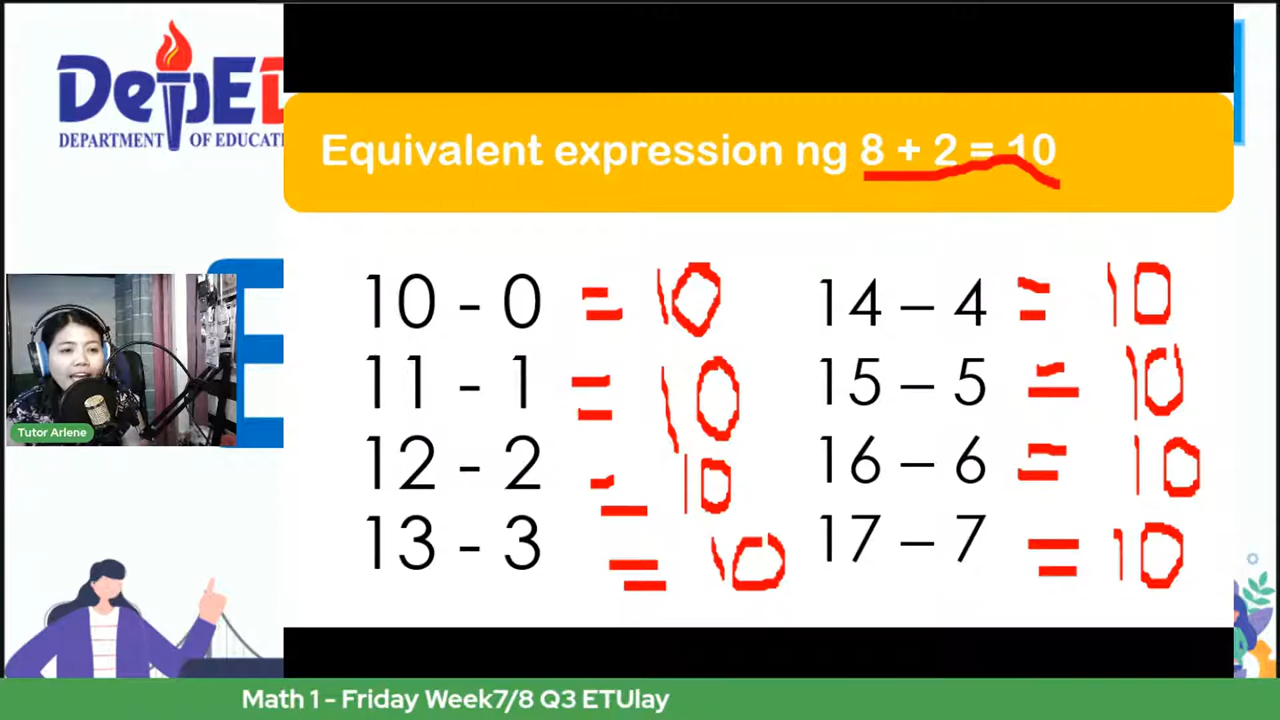 DepED
DEPARTMENT OF EDUCATI
Equivalent expression ng 8 + 2 = 10
10 - 0 = 10
11 - 1 = 10
12 - 2 = 10
13 - 3 = 10
14 – 4 = 10
15 – 5 = 10
16 – 6 = 10
17 – 7 = 10
E
Tutor Arlene
Math 1 - Friday Week7/8 Q3 ETUlay